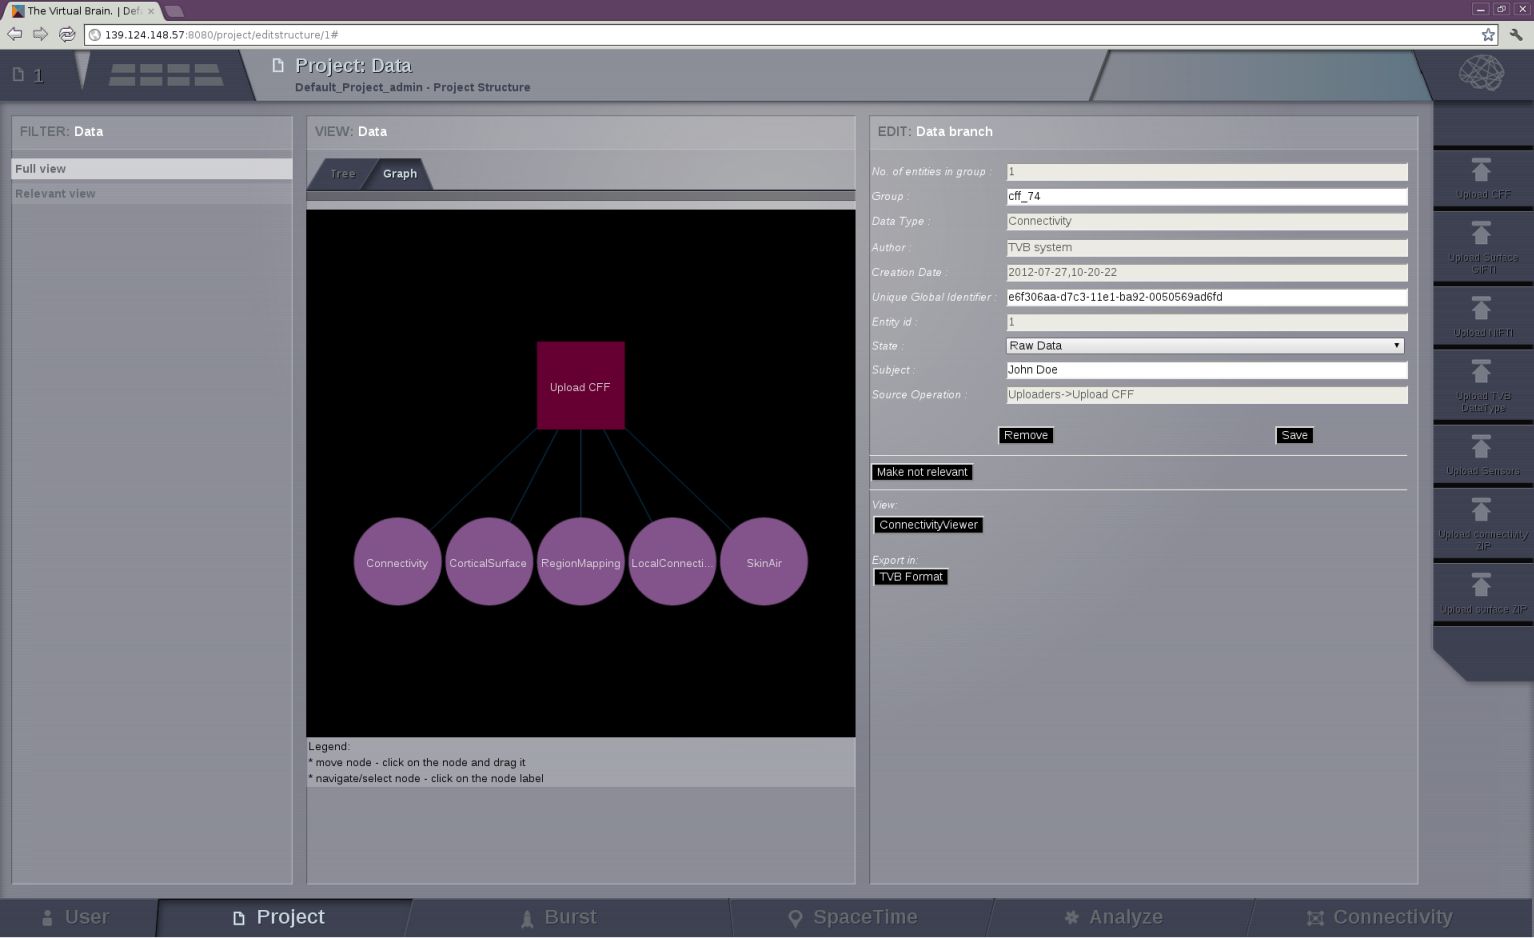 The Virtual Brain. | Def
139.124.148.57:8080/project/editstructure/1#
1
Project: Data
Default_Project_admin - Project Structure
FILTER: Data
Full view
Relevant view
VIEW: Data
Tree
Graph
Upload CFF
Connectivity
CorticalSurface
RegionMapping
LocalConnecti...
SkinAir
Legend:
* move node - click on the node and drag it
* navigate/select node - click on the node label
EDIT: Data branch
No. of entities in group : 1
Group : cff_74
Data Type : Connectivity
Author : TVB system
Creation Date : 2012-07-27,10-20-22
Unique Global Identifier : e6f306aa-d7c3-11e1-ba92-0050569ad6fd
Entity id : 1
State : Raw Data
Subject : John Doe
Source Operation : Uploaders->Upload CFF
Remove Save
Make not relevant
View:
ConnectivityViewer
Export in:
TVB Format
Upload CFF
Upload Surface
GIFTI
Upload NIFTI
Upload TVB
DataType
Upload Sensors
Upload connectivity
ZIP
Upload surface ZIP
User Project Burst SpaceTime Analyze Connectivity